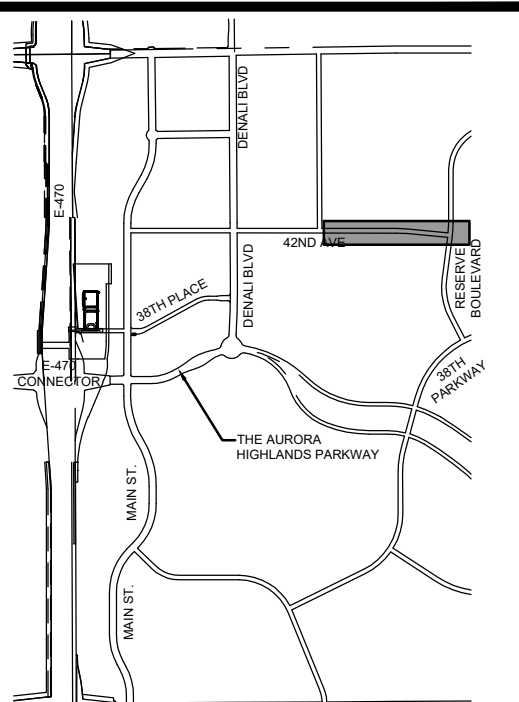 DENALI BLVD
E-470
42ND AVE
RESERVE
BOULEVARD
DENALI BLVD
38TH PLACE
E-470
CONNECTOR
38TH
PARKWAY
THE AURORA
HIGHLANDS PARKWAY
MAIN ST.
MAIN ST.